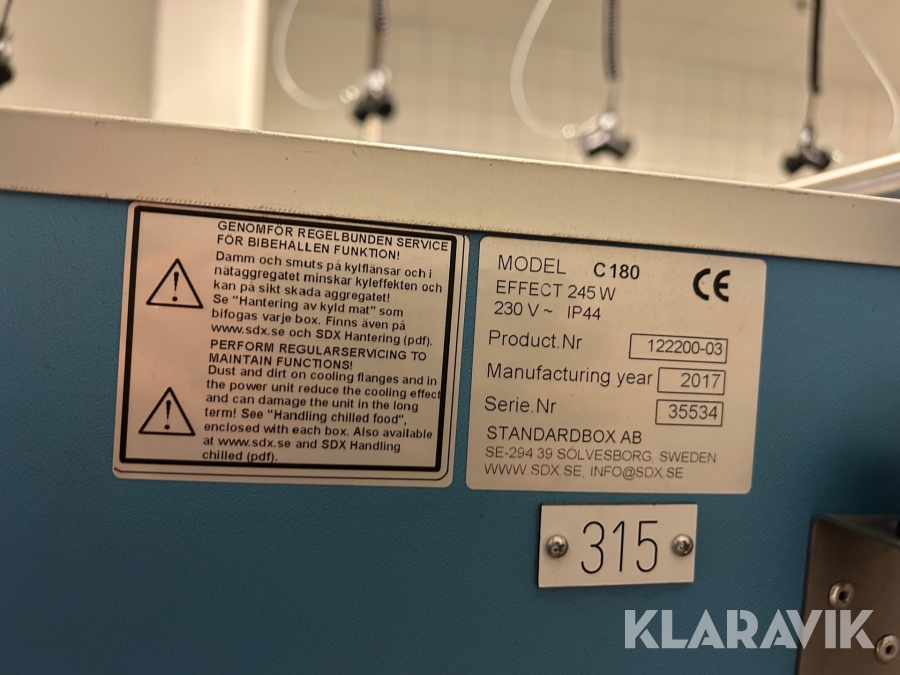 GENOMFÖR REGELBUNDEN SERVICE
FÖR BIBEHALLEN FUNKTION!
Damm och smuts på kylflänsar och i
nätaggregatet minskar kyleffekten och
kan på sikt skada aggregatet!
Se "Hantering av kyld mat" som
bifogas varje box. Finns även på
www.sdx.se och SDX Hantering (pdf).
PERFORM REGULARSERVICING TO
MAINTAIN FUNCTIONS!
Dust and dirt on cooling flanges and in
the power unit reduce the cooling effect
and can damage the unit in the long
term! See "Handling chilled food",
enclosed with each box. Also available
at www.sdx.se and SDX Handling
chilled (pdf).
MODEL C180
CE
EFFECT 245 W
230 V ~ IP44
Product.Nr 122200-03
Manufacturing year 2017
Serie.Nr 35534
STANDARDBOX AB
SE-294 39 SÖLVESBORG, SWEDEN
WWW.SDX.SE, INFO@SDX.SE
315
KLARAVIK